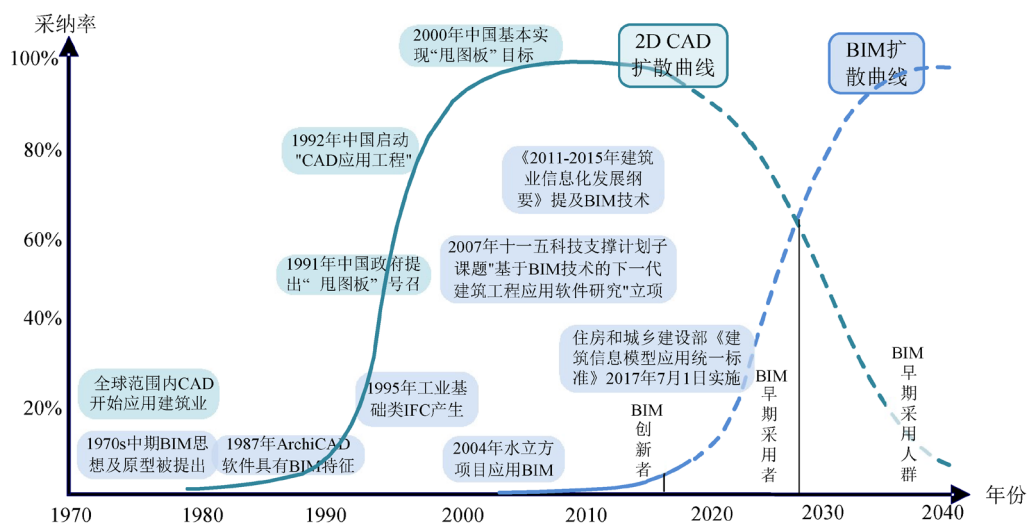 采纳率
100%
80%
60%
40%
20%
2000年中国基本实
现“甩图板”目标
2D CAD
扩散曲线
BIM扩
散曲线
1992年中国启动
"CAD应用工程"
《2011-2015年建筑
业信息化发展纲
要》提及BIM技术
1991年中国政府提
出“ 甩图板” 号召
2007年十一五科技支撑计划子
课题"基于BIM技术的下一代
建筑工程应用软件研究"立项
住房和城乡建设部《建
筑信息模型应用统一标
准》2017年7月1日实施
全球范围内CAD
开始应用建筑业
1995年工业基
础类IFC产生
1970s中期BIM思
想及原型被提出
1987年ArchiCAD
软件具有BIM特征
2004年水立方
项目应用BIM
BIM
创
新
者
BIM
早
期
采
用
者
BIM
早
期
采
用
人
群
1970
1980
1990
2000
2010
2020
2030
2040
年份